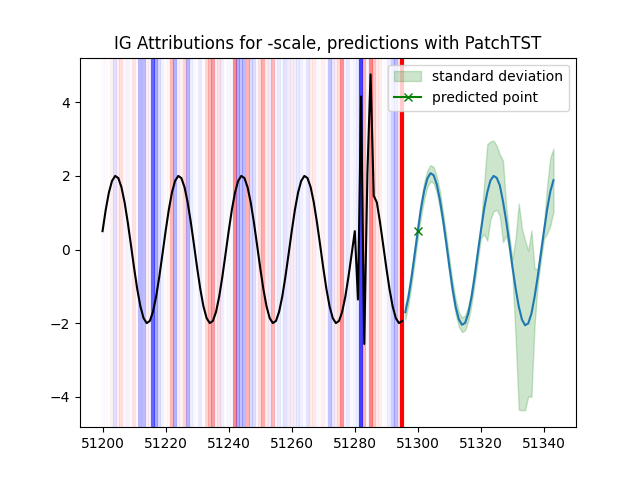 IG Attributions for -scale, predictions with PatchTST
standard deviation
predicted point
4
2
0
−2
−4
51200 51220 51240 51260 51280 51300 51320 51340